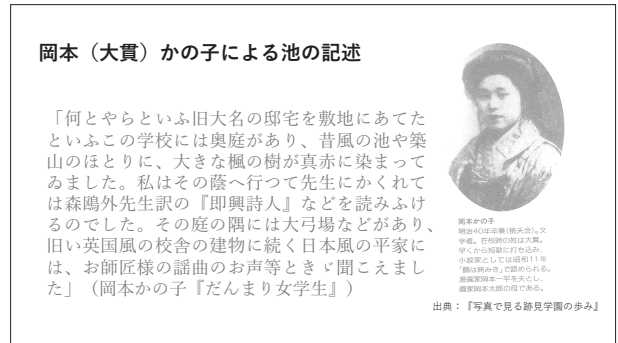 岡本（大貫）かの子による池の記述
「何とやらといふ旧大名の邸宅を敷地にあてた
といふこの学校には奥庭があり、昔風の池や築
山のほとりに、大きな楓の樹が真赤に染まって
ゐました。私はその蔭へ行つて先生にかくれて
は森鴎外先生訳の『即興詩人』などを読みふけ
るのでした。その庭の隅には大弓場などがあり、
旧い英国風の校舎の建物に続く日本風の平家に
は、お師匠様の謡曲のお声等ときゞ聞こえまし
た」（岡本かの子『だんまり女学生』）
岡本かの子
明治40年卒業(桃夭会)。文
学者。在校時の姓は大貫。
早くから短歌に打ち込み、
小説家としては昭和11年
「鶴は病みき」で認められる。
漫画家岡本一平を夫とし、
画家岡本太郎の母である。
出典：『写真で見る跡見学園の歩み』